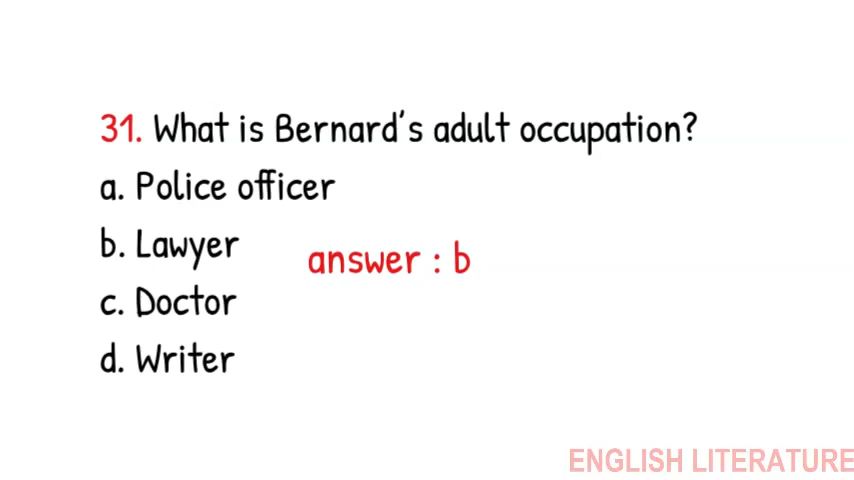 31. What is Bernard's adult occupation?
a. Police officer
b. Lawyer
answer : b
c. Doctor
d. Writer
ENGLISH LITERATURE